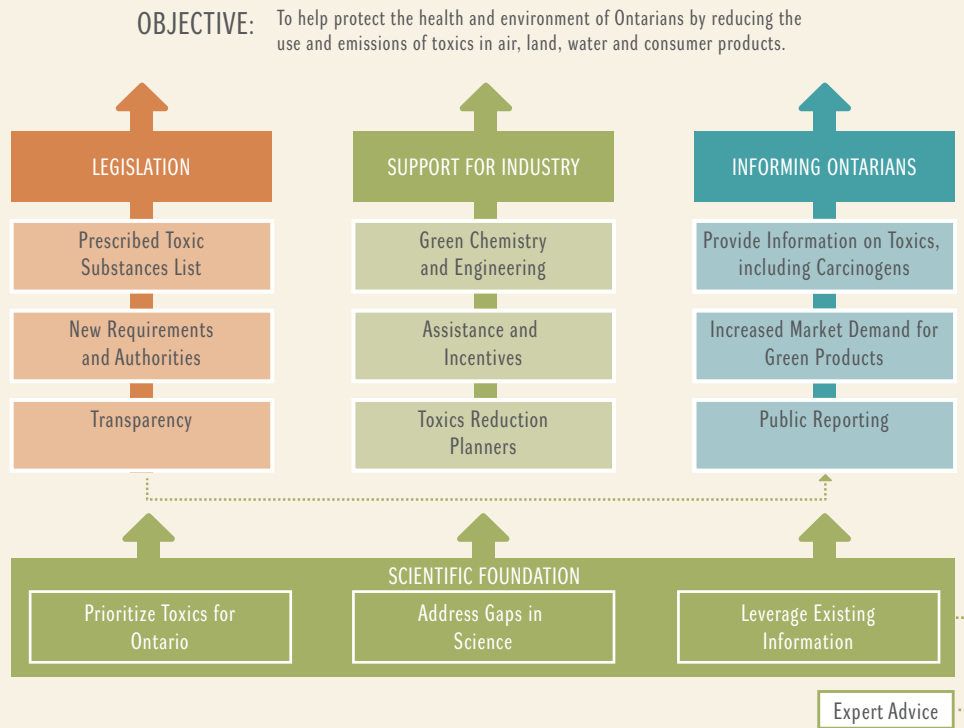 OBJECTIVE:
To help protect the health and environment of Ontarians by reducing the
use and emissions of toxics in air, land, water and consumer products.
LEGISLATION
Prescribed Toxic
Substances List
New Requirements
and Authorities
Transparency
SUPPORT FOR INDUSTRY
Green Chemistry
and Engineering
Assistance and
Incentives
Toxics Reduction
Planners
INFORMING ONTARIANS
Provide Information on Toxics,
including Carcinogens
Increased Market Demand for
Green Products
Public Reporting
SCIENTIFIC FOUNDATION
Prioritize Toxics for
Ontario
Address Gaps in
Science
Leverage Existing
Information
Expert Advice